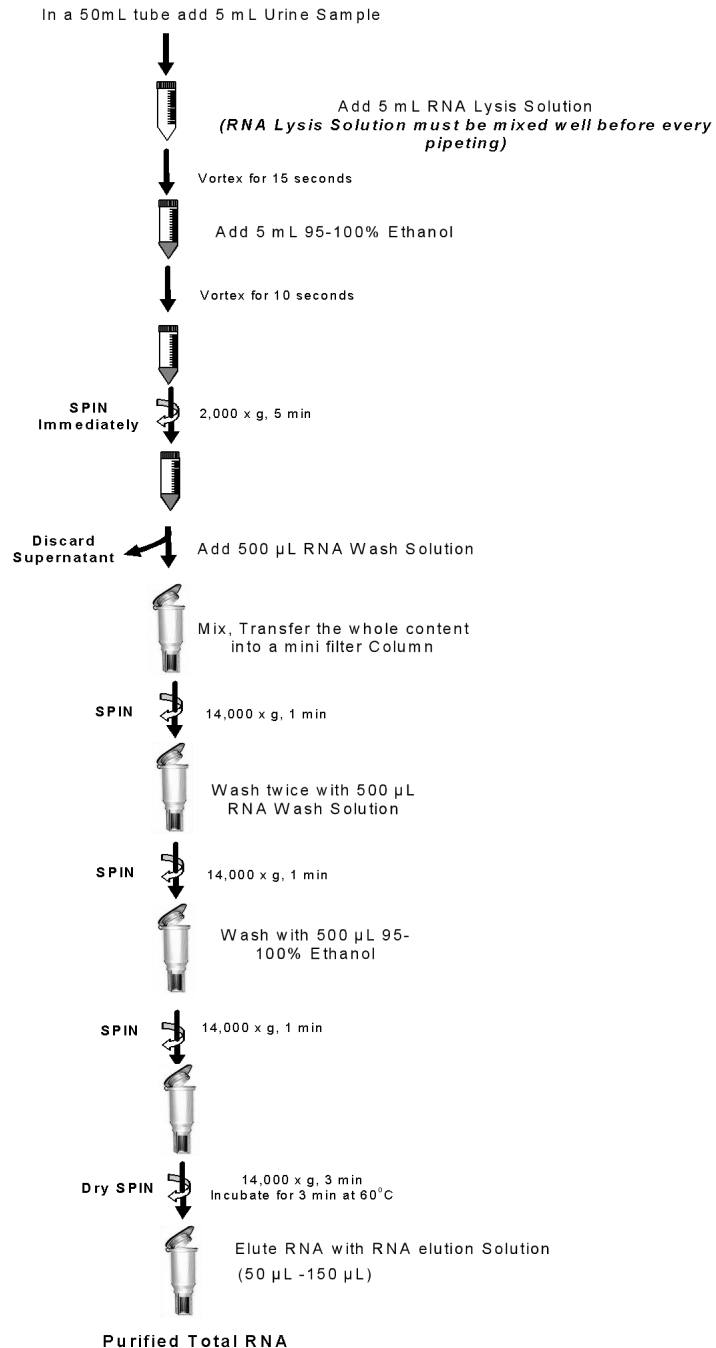 In a 50mL tube add 5 mL Urine Sample
Add 5 mL RNA Lysis Solution
(RNA Lysis Solution must be mixed well before every
pipeting)
Vortex for 15 seconds
Add 5 mL 95-100% Ethanol
Vortex for 10 seconds
SPIN
Immediately
2,000 x g, 5 min
Discard
Supernatant
Add 500 µL RNA Wash Solution
Mix, Transfer the whole content
into a mini filter Column
SPIN
14,000 x g, 1 min
Wash twice with 500 µL
RNA Wash Solution
SPIN
14,000 x g, 1 min
Wash with 500 µL 95-
100% Ethanol
SPIN
14,000 x g, 1 min
Dry SPIN
14,000 x g, 3 min
Incubate for 3 min at 60°C
Elute RNA with RNA elution Solution
(50 µL -150 µL)
Purified Total RNA